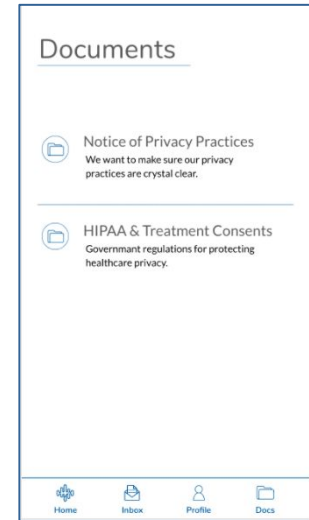 Documents
Notice of Privacy Practices
We want to make sure our privacy
practices are crystal clear.
HIPAA & Treatment Consents
Governmant regulations for protecting
healthcare privacy.
Home Inbox Profile Docs